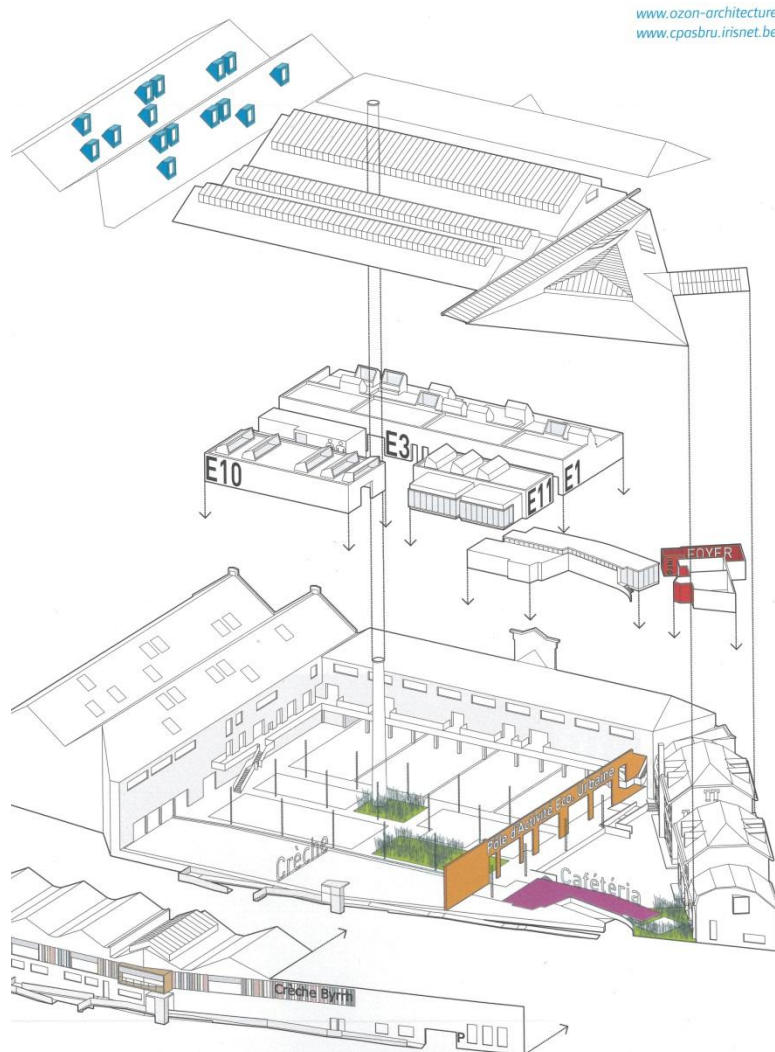 www.ozon-architecture
www.cpasbru.irisnet.be
E10
E3
E11
E1
FOYER
Pôle d'Activité Eco. Urbaine
Crèche
Cafétéria
Crèche Byrrh
P